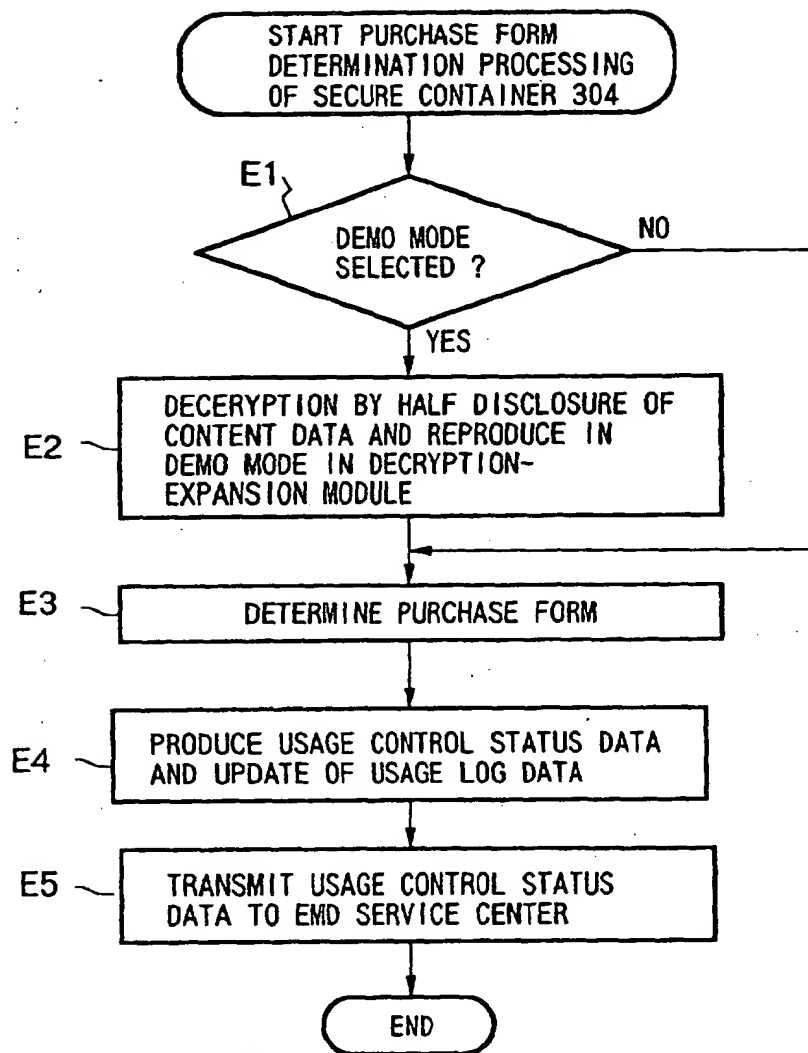 START PURCHASE FORM
DETERMINATION PROCESSING
OF SECURE CONTAINER 304
E1
DEMO MODE
SELECTED ?
NO
YES
E2
DECERYPTION BY HALF DISCLOSURE OF
CONTENT DATA AND REPRODUCE IN
DEMO MODE IN DECRYPTION-
EXPANSION MODULE
E3
DETERMINE PURCHASE FORM
E4
PRODUCE USAGE CONTROL STATUS DATA
AND UPDATE OF USAGE LOG DATA
E5
TRANSMIT USAGE CONTROL STATUS
DATA TO EMD SERVICE CENTER
END